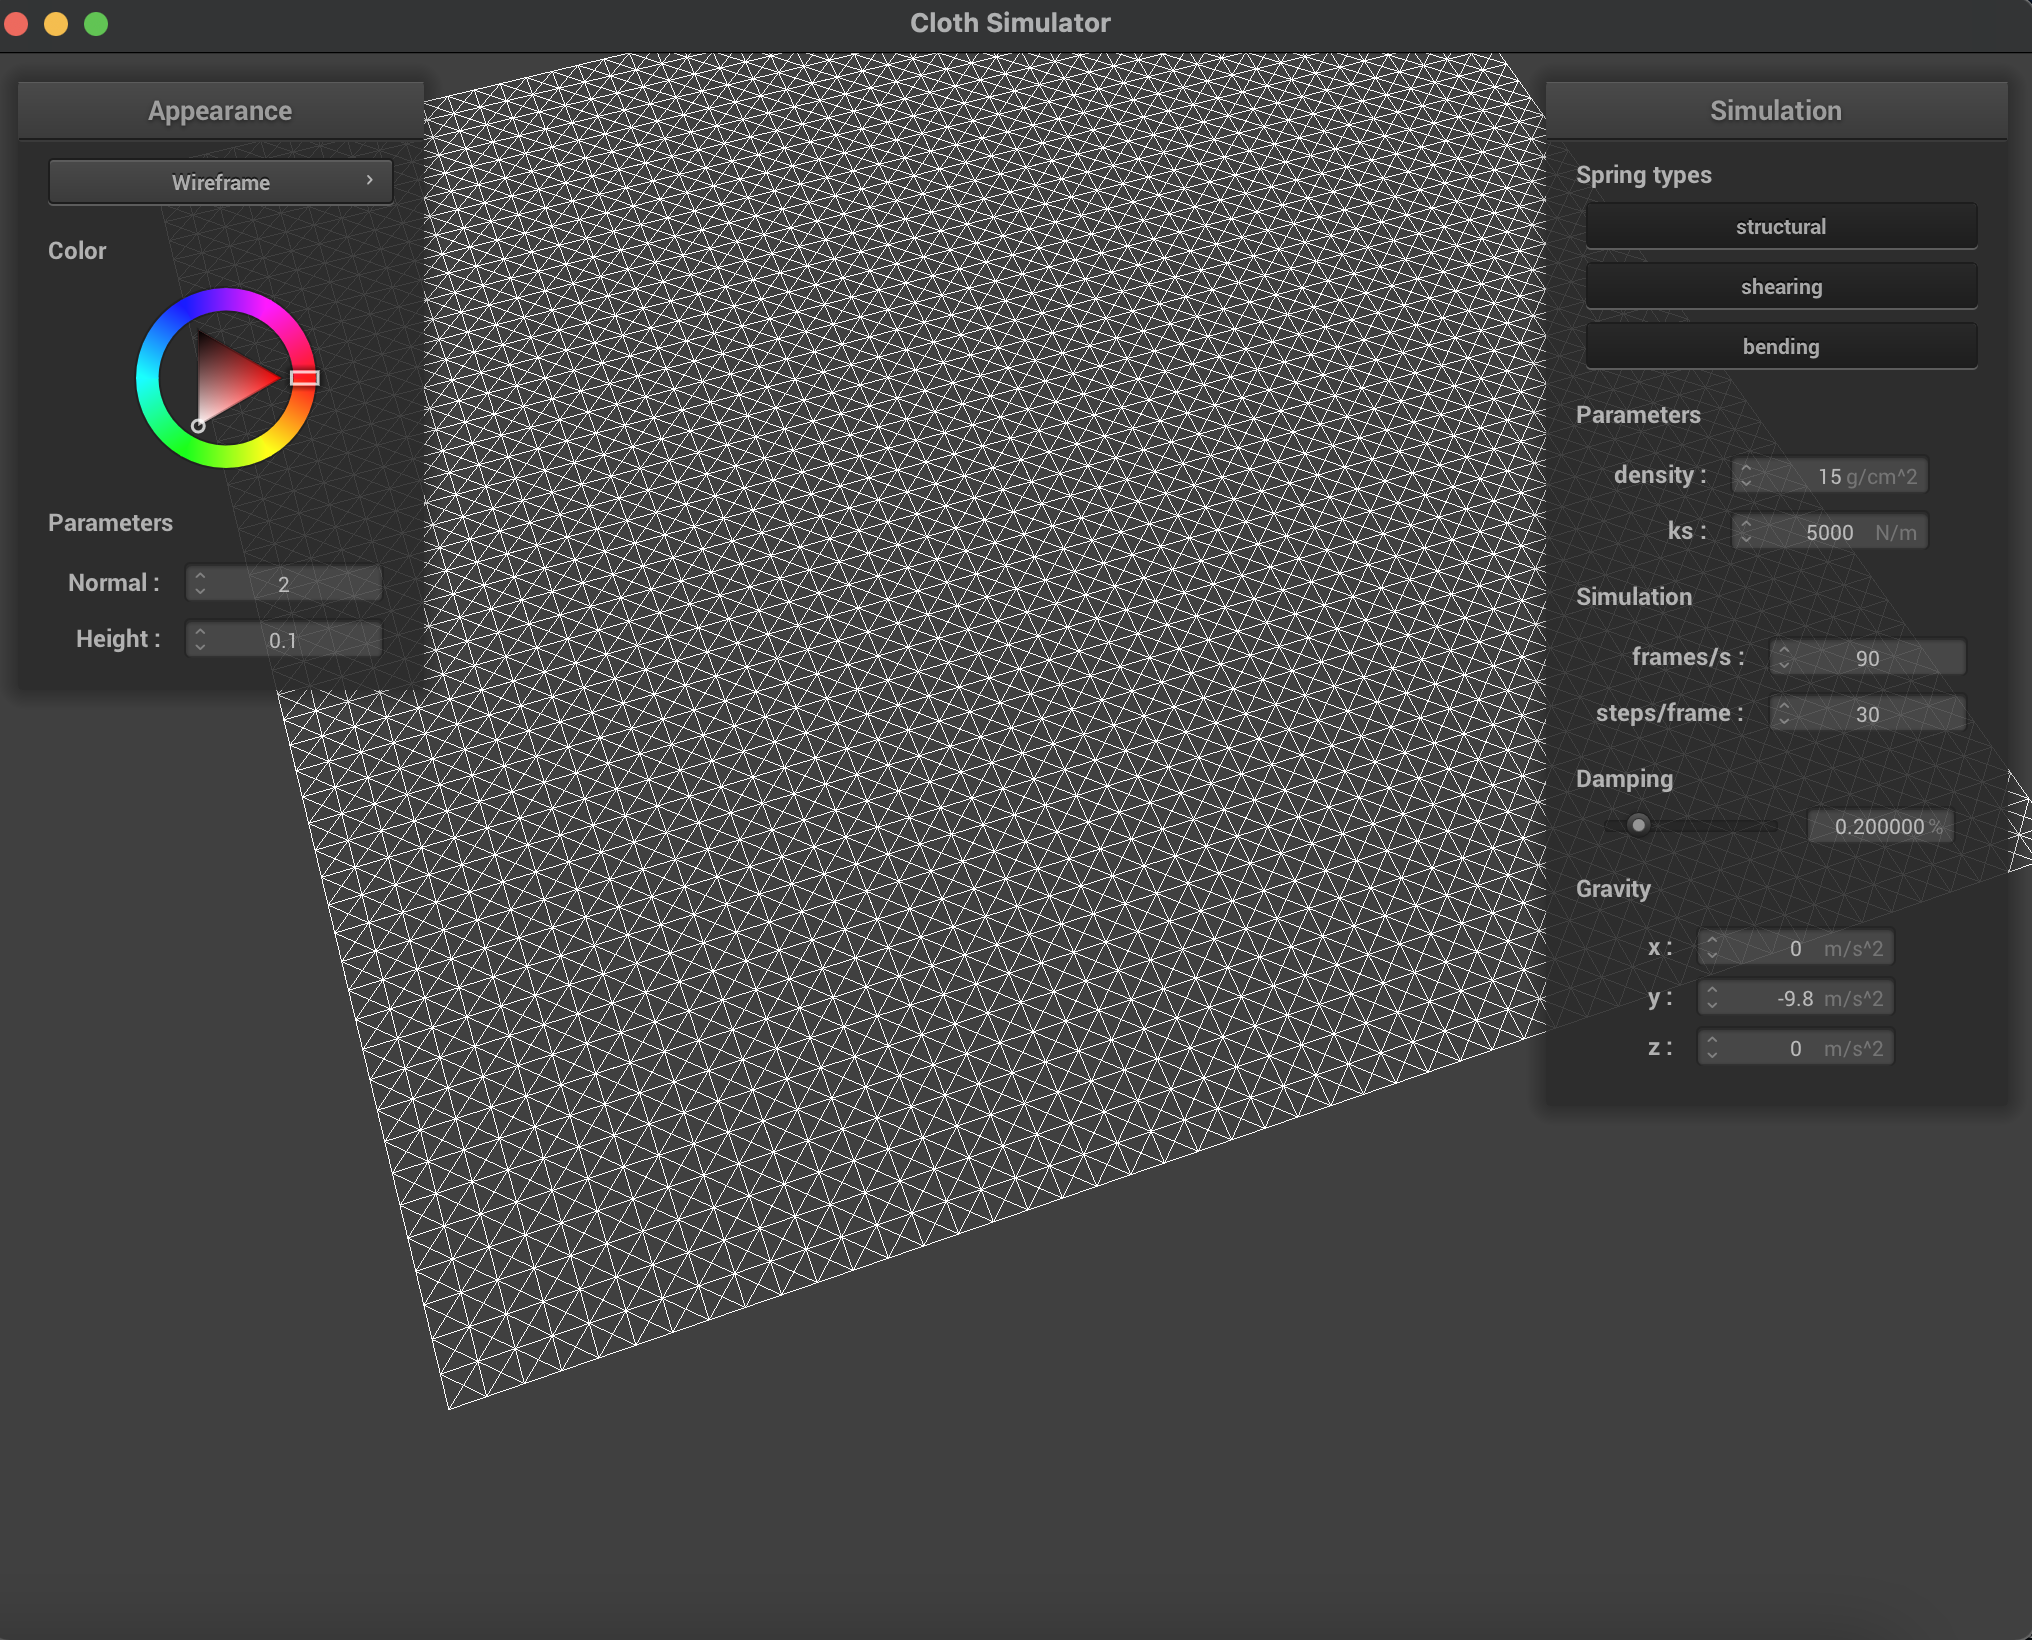 Cloth Simulator
Appearance
Wireframe
Color
Parameters
Normal : 2
Height : 0.1
Simulation
Spring types
structural
shearing
bending
Parameters
density : 15 g/cm^2
ks : 5000 N/m
Simulation
frames/s : 90
steps/frame : 30
Damping
0.200000 %
Gravity
x : 0 m/s^2
y : -9.8 m/s^2
z : 0 m/s^2